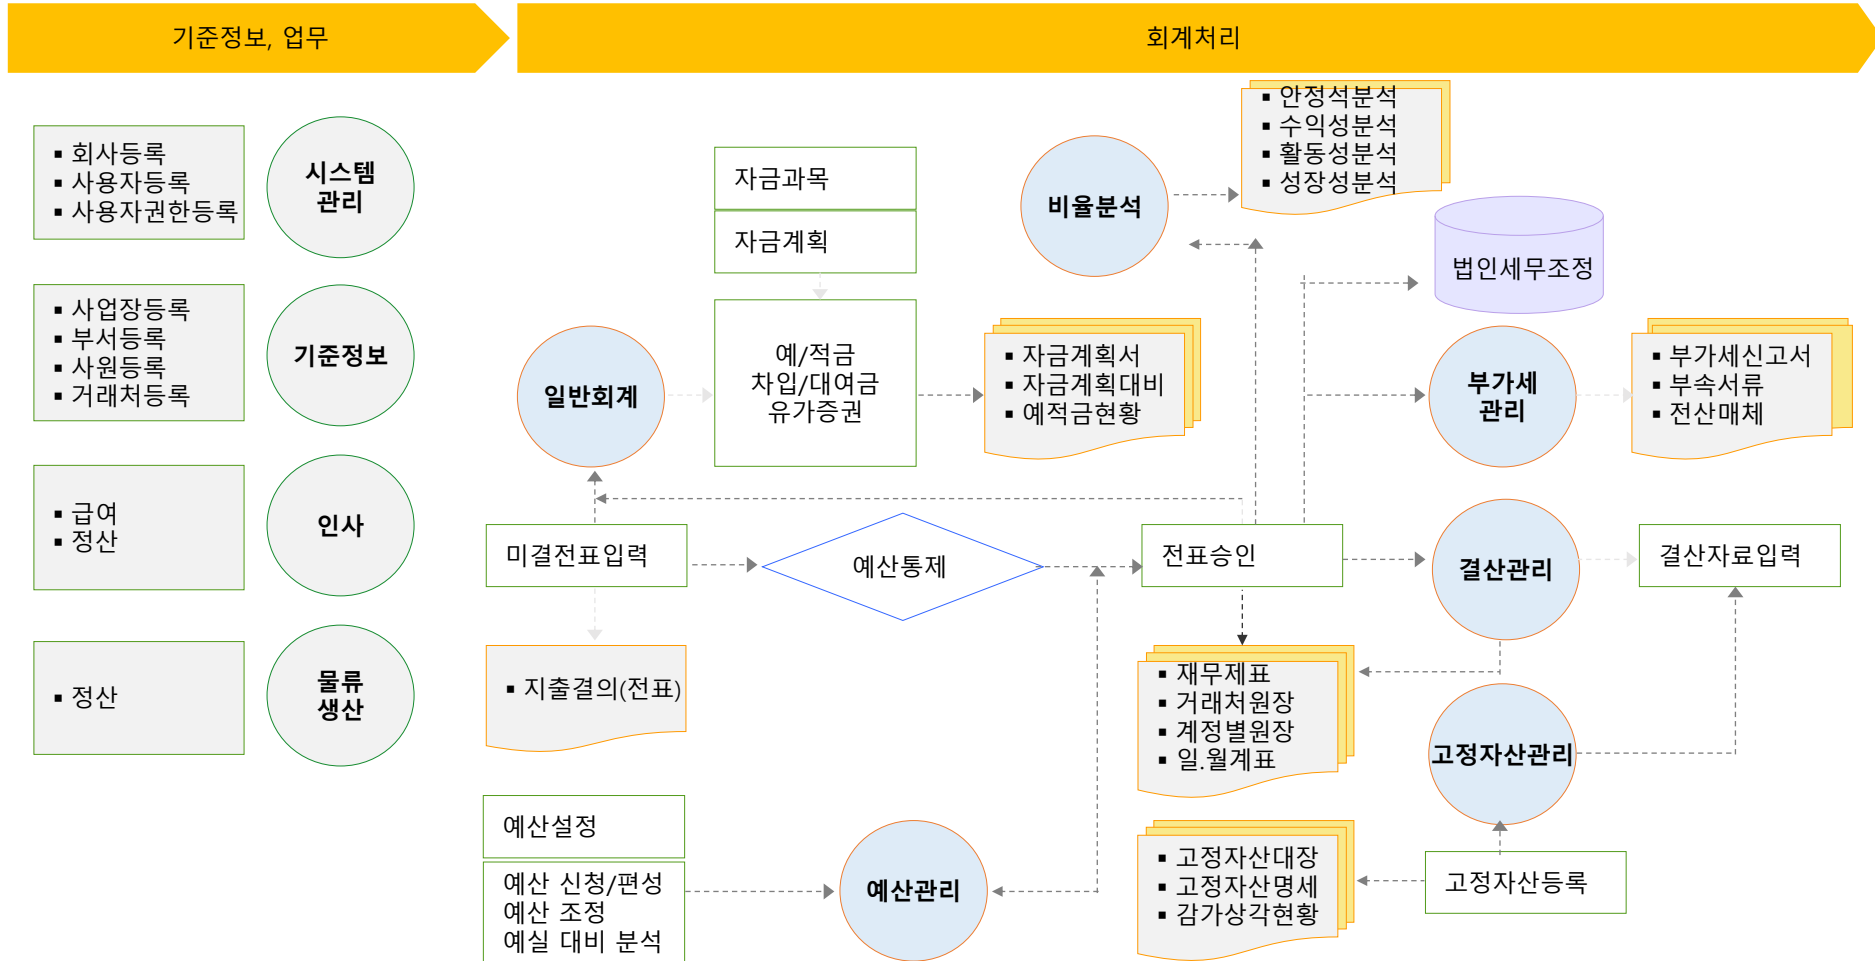 기준정보, 업무
회계처리
▪ 회사등록
▪ 사용자등록
▪ 사용자권한등록
시스템
관리
▪ 사업장등록
▪ 부서등록
▪ 사원등록
▪ 거래처등록
기준정보
▪ 급여
▪ 정산
인사
▪ 정산
물류
생산
자금과목
자금계획
비율분석
▪ 안정석분석
▪ 수익성분석
▪ 활동성분석
▪ 성장성분석
법인세무조정
일반회계
예/적금
차입/대여금
유가증권
▪ 자금계획서
▪ 자금계획대비
▪ 예적금현황
부가세
관리
▪ 부가세신고서
▪ 부속서류
▪ 전산매체
미결전표입력
예산통제
전표승인
결산관리
결산자료입력
▪ 지출결의(전표)
▪ 재무제표
▪ 거래처원장
▪ 계정별원장
▪ 일.월계표
고정자산관리
예산설정
예산 신청/편성
예산 조정
예실 대비 분석
예산관리
▪ 고정자산대장
▪ 고정자산명세
▪ 감가상각현황
고정자산등록